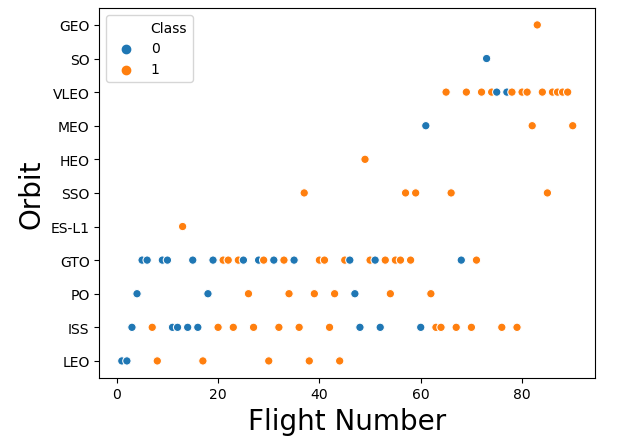 GEO
SO
VLEO
MEO
HEO
SSO
ES-L1
GTO
PO
ISS
LEO
Orbit
Class
0
1
0 20 40 60 80
Flight Number